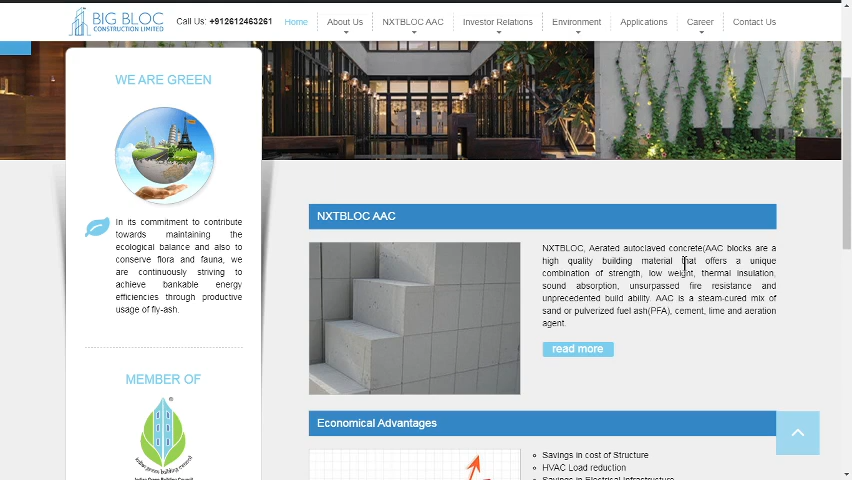 BIG BLOC
CONSTRUCTION LIMITED
Call Us: +912612463261
Home
About Us
NXTBLOC AAC
Investor Relations
Environment
Applications
Career
Contact Us
WE ARE GREEN
In its commitment to contribute
towards maintaining the
ecological balance and also to
conserve flora and fauna, we
are continuously striving to
achieve bankable energy
efficiencies through productive
usage of fly-ash.
MEMBER OF
NXTBLOC AAC
NXTBLOC, Aerated autoclaved concrete(AAC blocks are a
high quality building material that offers a unique
combination of strength, low weight, thermal insulation,
sound absorption, unsurpassed fire resistance and
unprecedented build ability. AAC is a steam-cured mix of
sand or pulverized fuel ash(PFA), cement, lime and aeration
agent.
read more
Economical Advantages
Savings in cost of Structure
HVAC Load reduction
Savings in Electrical Infrastructure